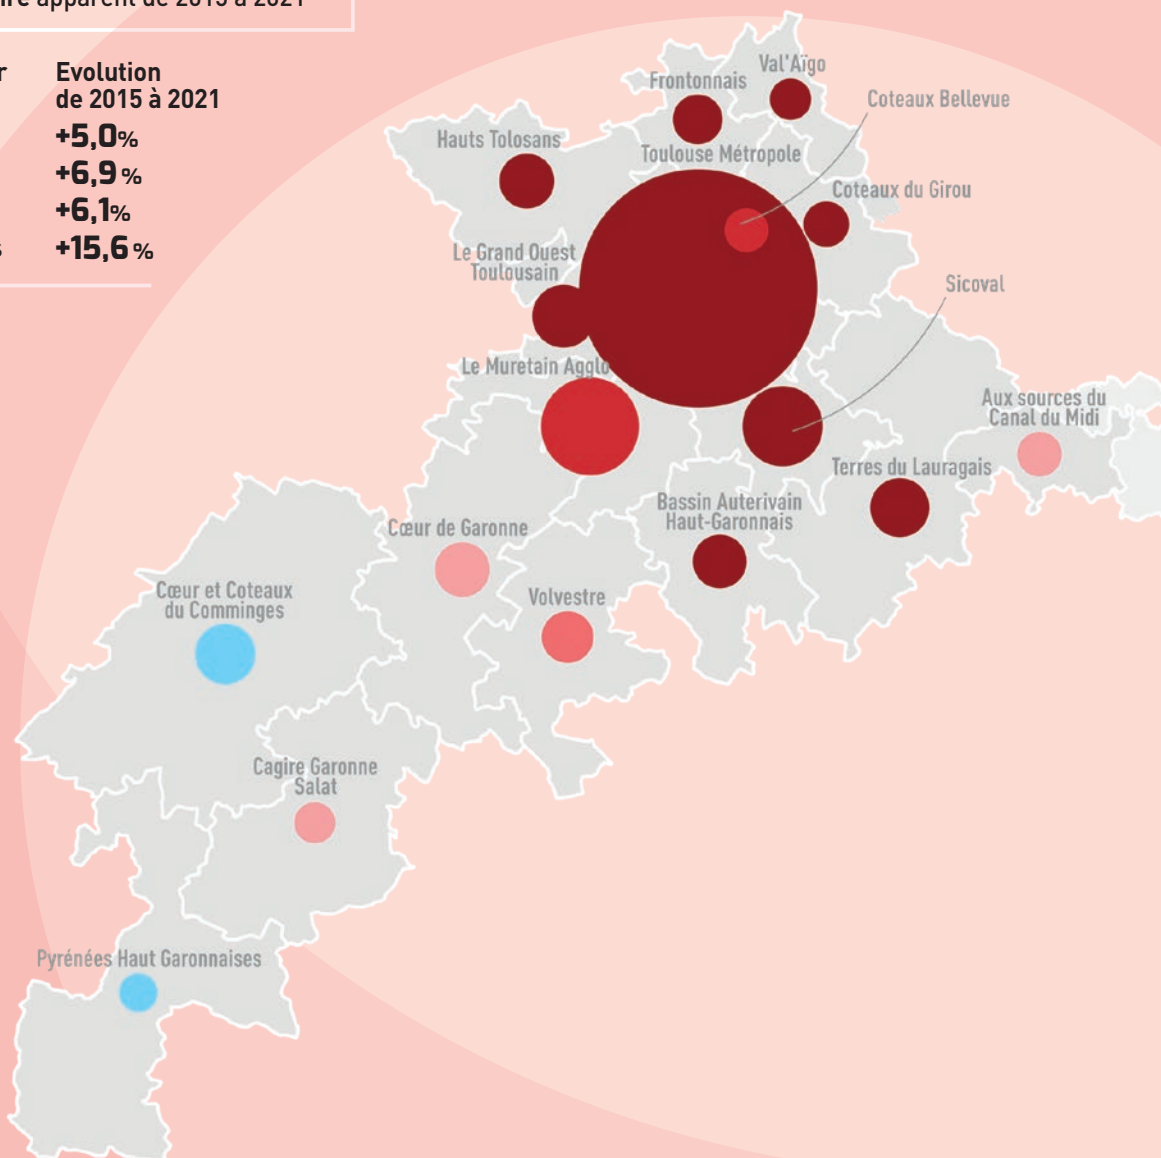 apparent de 2015 à 2021
Evolution
de 2015 à 2021
+5,0%
+6,9 %
+6,1%
+15,6 %
Val'Aïgo
Frontonnais
Coteaux Bellevue
Hauts Tolosans
Toulouse Métropole
Coteaux du Girou
Le Grand Ouest
Toulousain
Sicoval
Le Muretain Agglo
Aux sources du
Canal du Midi
Terres du Lauragais
Bassin Auterivain
Haut-Garonnais
Cœur de Garonne
Cœur et Coteaux
du Comminges
Volvestre
Cagire Garonne
Salat
Pyrénées Haut Garonnaises